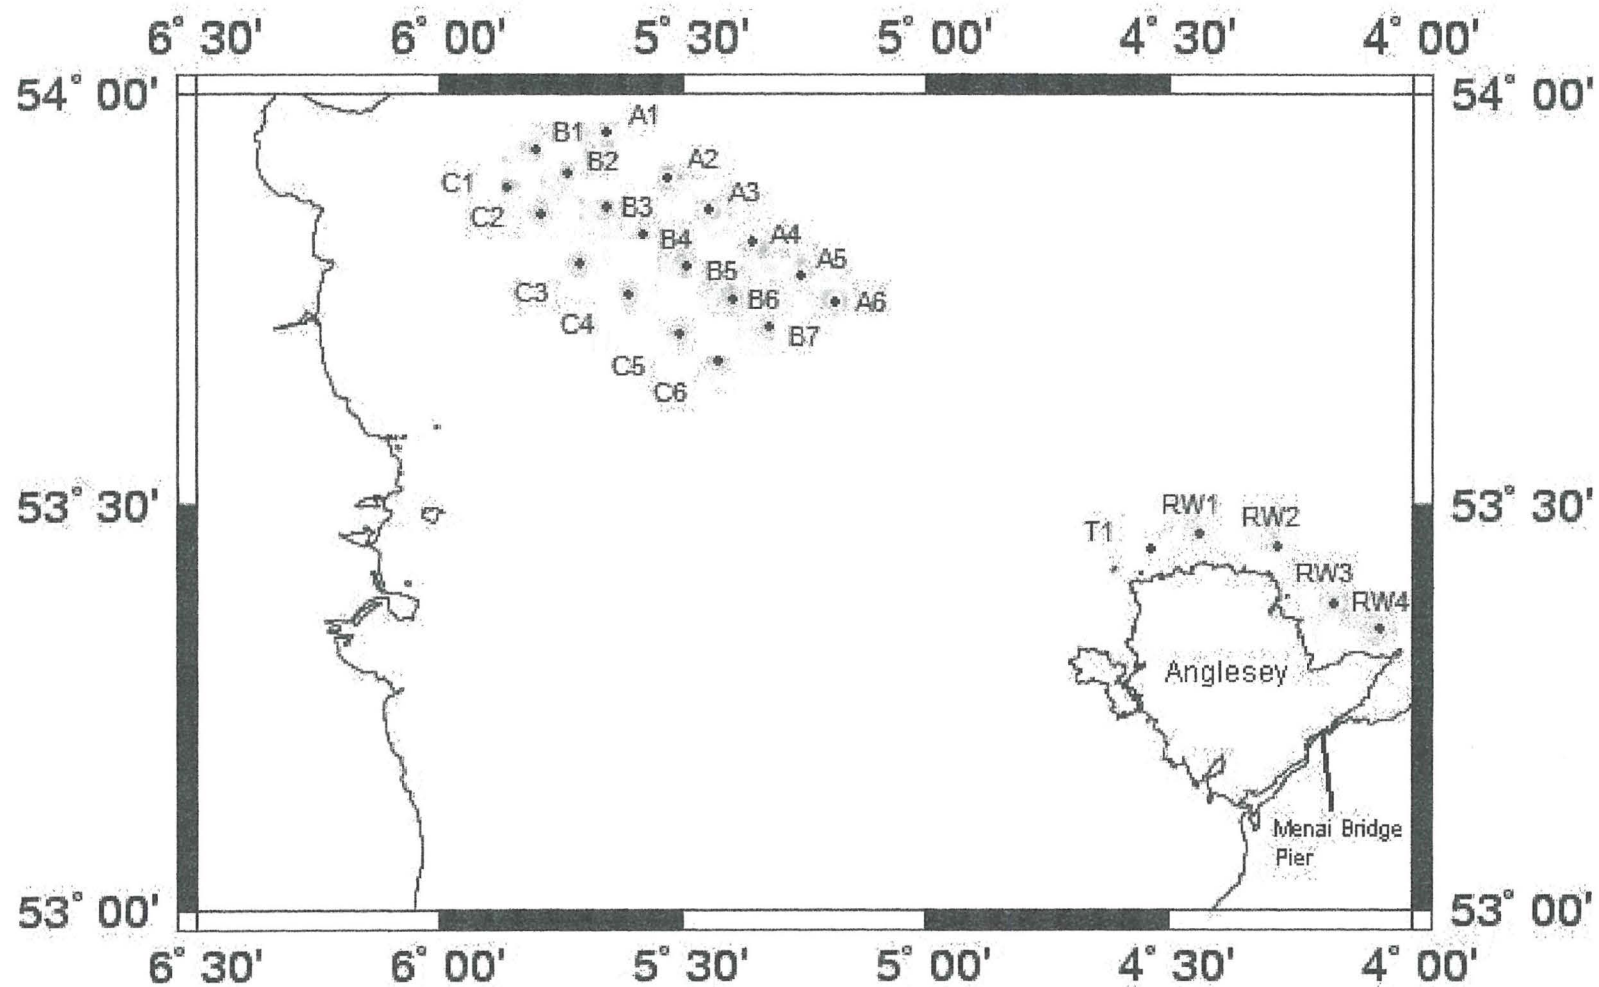 6° 30' 6° 00' 5° 30' 5° 00' 4° 30' 4° 00'
54° 00' 54° 00'
A1
B1
B2
A2
C1
A3
C2
B3
A4
B4
A5
B5
C3
B6
A6
C4
B7
C5
C6
53° 30' 53° 30'
RW1
RW2
T1
RW3
RW4
Anglesey
Menai Bridge
Pier
53° 00' 53° 00'
6° 30' 6° 00' 5° 30' 5° 00' 4° 30' 4° 00'